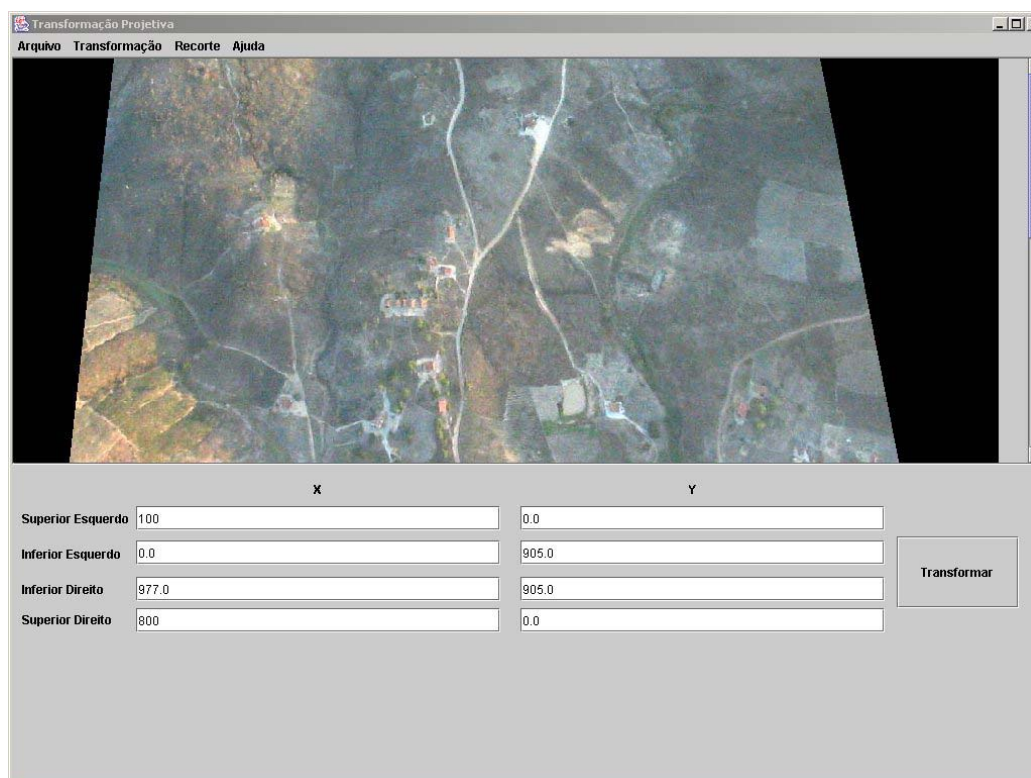 Transformação Projetiva
Arquivo Transformação Recorte Ajuda
X Y
Superior Esquerdo 100 0.0
Inferior Esquerdo 0.0 905.0
Transformar
Inferior Direito 977.0 905.0
Superior Direito 800 0.0